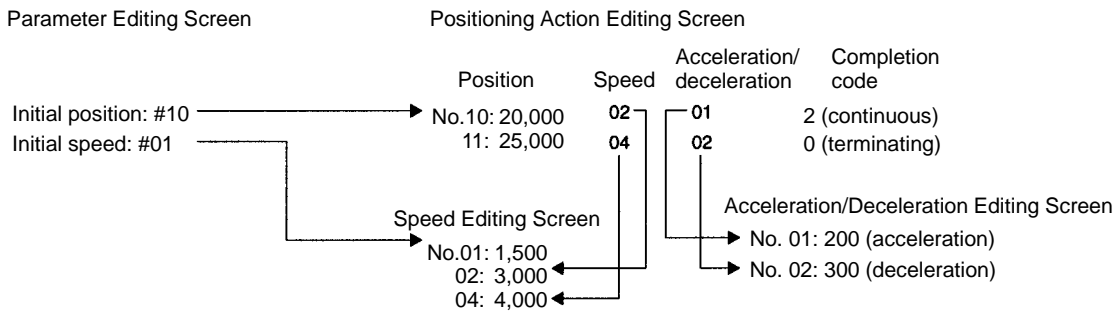 Parameter Editing Screen
Positioning Action Editing Screen
Position Speed Acceleration/ deceleration Completion code
Initial position: #10 No.10: 20,000 02 01 2 (continuous)
Initial speed: #01 11: 25,000 04 02 0 (terminating)
Speed Editing Screen
No.01: 1,500
02: 3,000
04: 4,000
Acceleration/Deceleration Editing Screen
No. 01: 200 (acceleration)
No. 02: 300 (deceleration)